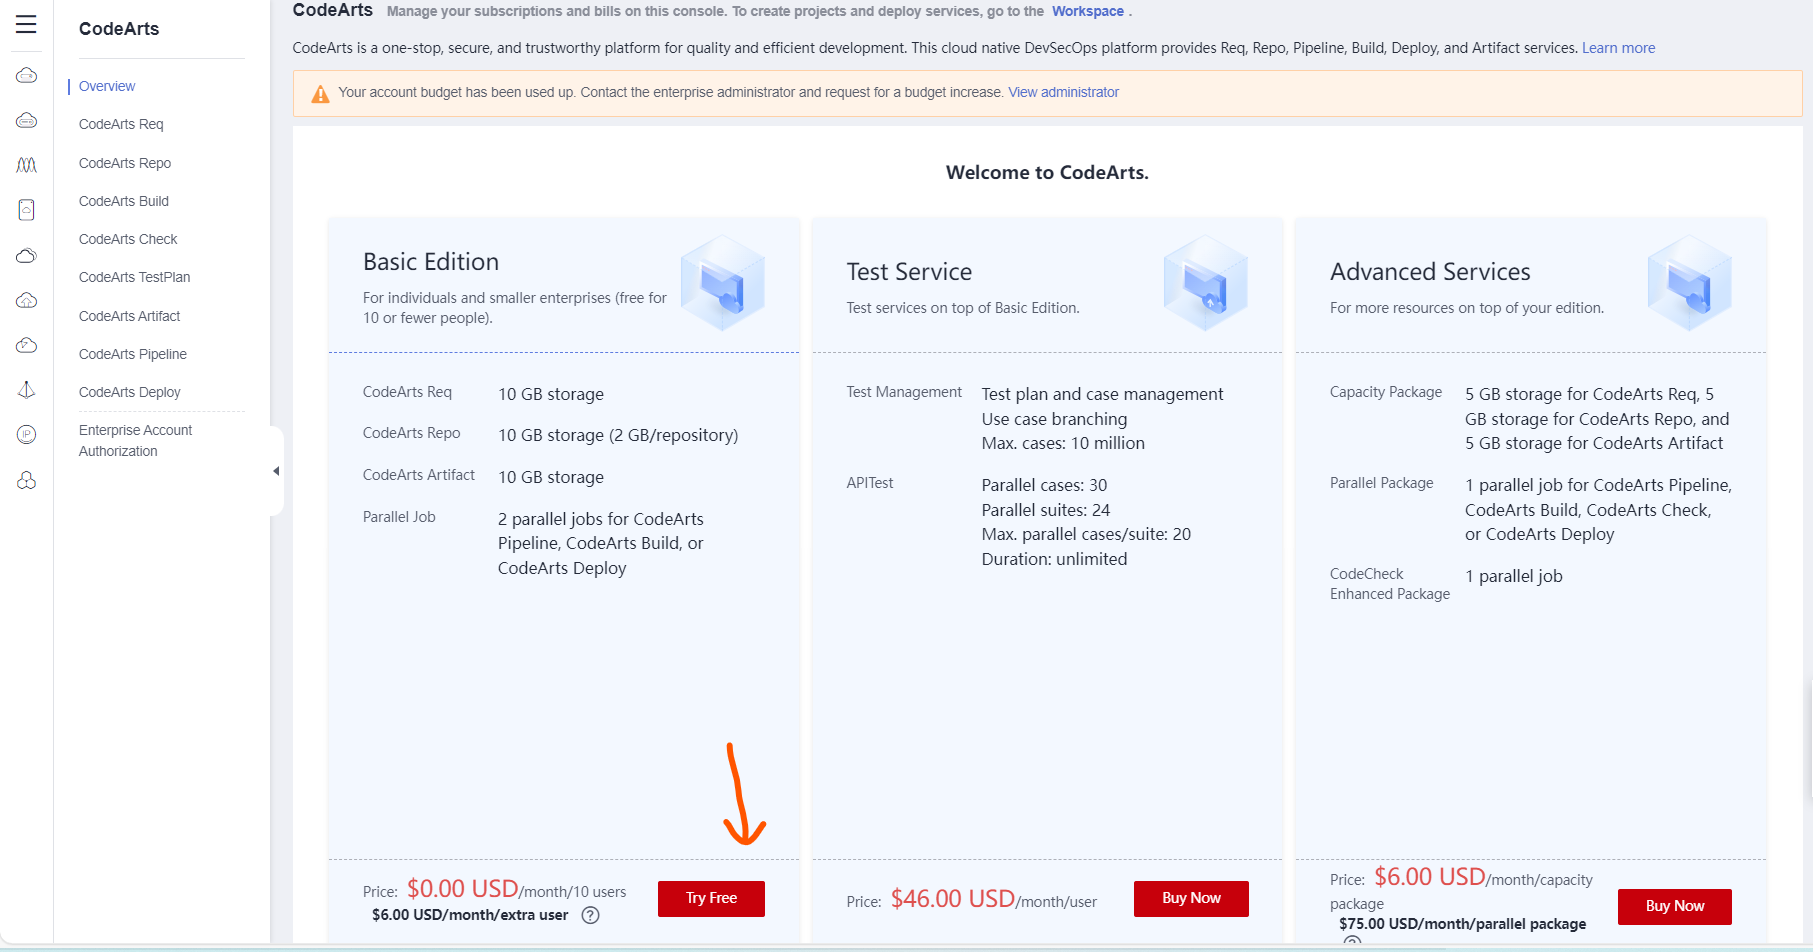 CodeArts
Overview
CodeArts Req
CodeArts Repo
CodeArts Build
CodeArts Check
CodeArts TestPlan
CodeArts Artifact
CodeArts Pipeline
CodeArts Deploy
Enterprise Account
Authorization
IP
CodeArts Manage your subscriptions and bills on this console. To create projects and deploy services, go to the Workspace .
CodeArts is a one-stop, secure, and trustworthy platform for quality and efficient development. This cloud native DevSecOps platform provides Req, Repo, Pipeline, Build, Deploy, and Artifact services. Learn more
Your account budget has been used up. Contact the enterprise administrator and request for a budget increase. View administrator
Welcome to CodeArts.
Basic Edition
For individuals and smaller enterprises (free for
10 or fewer people).
CodeArts Req 10 GB storage
CodeArts Repo 10 GB storage (2 GB/repository)
CodeArts Artifact 10 GB storage
Parallel Job 2 parallel jobs for CodeArts
Pipeline, CodeArts Build, or
CodeArts Deploy
Price: $0.00 USD/month/10 users
$6.00 USD/month/extra user ?
Try Free
Test Service
Test services on top of Basic Edition.
Test Management Test plan and case management
Use case branching
Max. cases: 10 million
APITest Parallel cases: 30
Parallel suites: 24
Max. parallel cases/suite: 20
Duration: unlimited
Price: $46.00 USD/month/user
Buy Now
Advanced Services
For more resources on top of your edition.
Capacity Package 5 GB storage for CodeArts Req, 5
GB storage for CodeArts Repo, and
5 GB storage for CodeArts Artifact
Parallel Package 1 parallel job for CodeArts Pipeline,
CodeArts Build, CodeArts Check,
or CodeArts Deploy
CodeCheck 1 parallel job
Enhanced Package
Price: $6.00 USD/month/capacity
package
$75.00 USD/month/parallel package
Buy Now